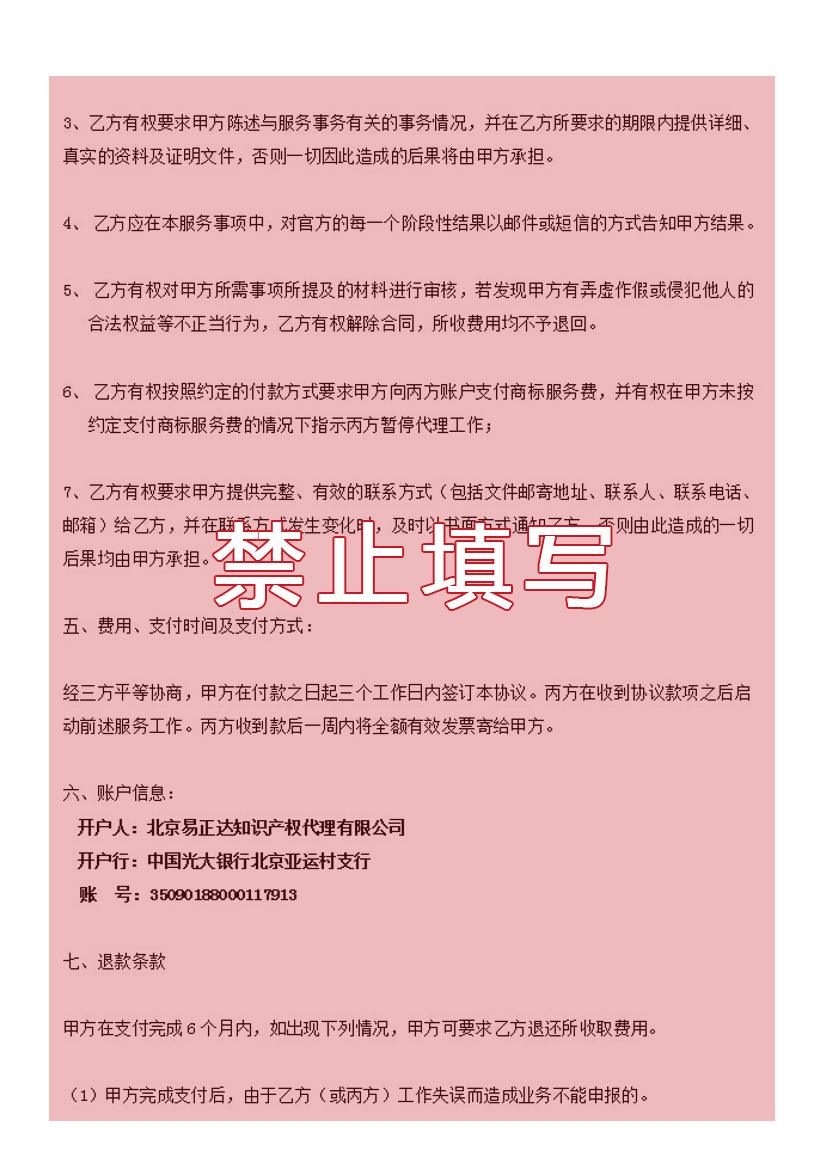 3、乙方有权要求甲方陈述与服务事务有关的事务情况，并在乙方所要求的期限内提供详细、
真实的资料及证明文件，否则一切因此造成的后果将由甲方承担。
4、 乙方应在本服务事项中，对官方的每一个阶段性结果以邮件或短信的方式告知甲方结果。
5、 乙方有权对甲方所需事项所提及的材料进行审核，若发现甲方有弄虚作假或侵犯他人的
合法权益等不正当行为，乙方有权解除合同，所收费用均不予退回。
6、 乙方有权按照约定的付款方式要求甲方向丙方账户支付商标服务费，并有权在甲方未按
约定支付商标服务费的情况下指示丙方暂停代理工作；
7、乙方有权要求甲方提供完整、有效的联系方式（包括文件邮寄地址、联系人、联系电话、
邮箱）给乙方，并在联系方式发生变化时，及时以书面方式通知乙方，否则由此造成的一切
后果均由甲方承担。
禁止填写
五、费用、支付时间及支付方式：
经三方平等协商，甲方在付款之日起三个工作日内签订本协议。丙方在收到协议款项之后启
动前述服务工作。丙方收到款后一周内将全额有效发票寄给甲方。
六、账户信息：
开户人：北京易正达知识产权代理有限公司
开户行：中国光大银行北京亚运村支行
账　号：35090188000117913
七、退款条款
甲方在支付完成 6 个月内，如出现下列情况，甲方可要求乙方退还所收取费用。
（1）甲方完成支付后，由于乙方（或丙方）工作失误而造成业务不能申报的。